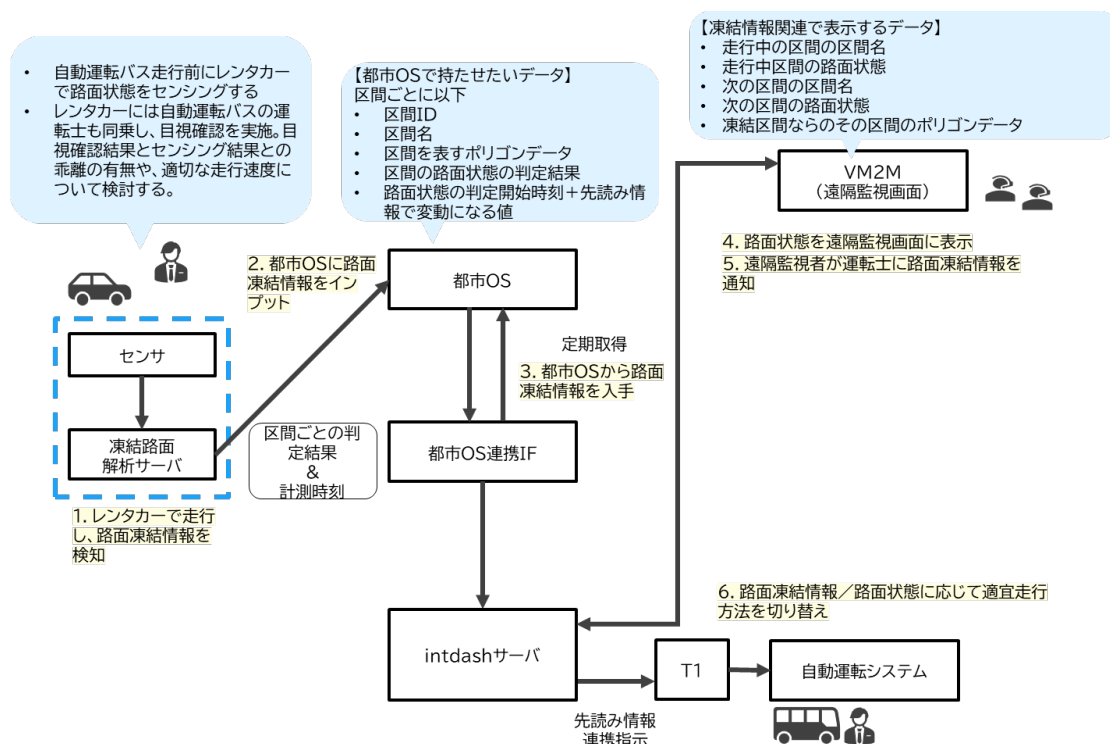 • 自動運転バス走行前にレンタカー
で路面状態をセンシングする
• レンタカーには自動運転バスの運
転士も同乗し、目視確認を実施。目
視確認結果とセンシング結果との
乖離の有無や、適切な走行速度に
ついて検討する。
【都市OSで持たせたいデータ】
区間ごとに以下
• 区間ID
• 区間名
• 区間を表すポリゴンデータ
• 区間の路面状態の判定結果
• 路面状態の判定開始時刻＋先読み情
報で変動になる値
【凍結情報関連で表示するデータ】
• 走行中の区間の区間名
• 走行中区間の路面状態
• 次の区間の区間名
• 次の区間の路面状態
• 凍結区間ならのその区間のポリゴンデータ
VM2M
（遠隔監視画面）
4. 路面状態を遠隔監視画面に表示
5. 遠隔監視者が運転士に路面凍結情報を
通知
2. 都市OSに路面
凍結情報をイン
プット
都市OS
センサ
定期取得
3. 都市OSから路面
凍結情報を入手
凍結路面
解析サーバ
区間ごとの判
定結果
&
計測時刻
都市OS連携IF
1. レンタカーで走行
し、路面凍結情報を
検知
6. 路面凍結情報／路面状態に応じて適宜走行
方法を切り替え
intdashサーバ
T1
自動運転システム
先読み情報
連携指示